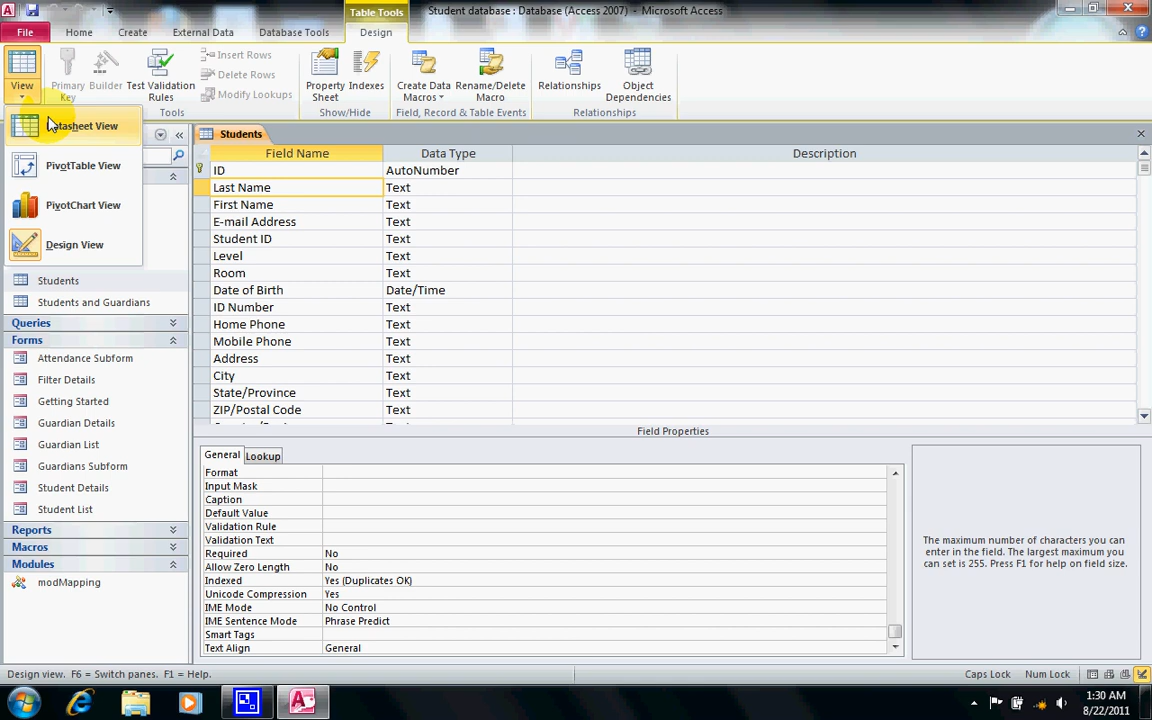 Student database : Database (Access 2007) - Microsoft Access
Table Tools
File Home Create External Data Database Tools Design
View
Primary Key
Builder
Test Validation Rules
Insert Rows
Delete Rows
Modify Lookups
Property Sheet
Indexes
Create Data Macros
Rename/Delete Macro
Relationships
Object Dependencies
Tools
Show/Hide
Field, Record & Table Events
Relationships
Datasheet View
PivotTable View
PivotChart View
Design View
Students
Students and Guardians
Queries
Forms
Attendance Subform
Filter Details
Getting Started
Guardian Details
Guardian List
Guardians Subform
Student Details
Student List
Reports
Macros
Modules
modMapping
Students
Field Name Data Type Description
ID AutoNumber
Last Name Text
First Name Text
E-mail Address Text
Student ID Text
Level Text
Room Text
Date of Birth Date/Time
ID Number Text
Home Phone Text
Mobile Phone Text
Address Text
City Text
State/Province Text
ZIP/Postal Code Text
Field Properties
General Lookup
Format
Input Mask
Caption
Default Value
Validation Rule
Validation Text
Required No
Allow Zero Length No
Indexed Yes (Duplicates OK)
Unicode Compression Yes
IME Mode No Control
IME Sentence Mode Phrase Predict
Smart Tags
Text Align General
The maximum number of characters you can
enter in the field. The largest maximum you
can set is 255. Press F1 for help on field size.
Design view. F6 = Switch panes. F1 = Help.
Caps Lock Num Lock
1:30 AM
8/22/2011